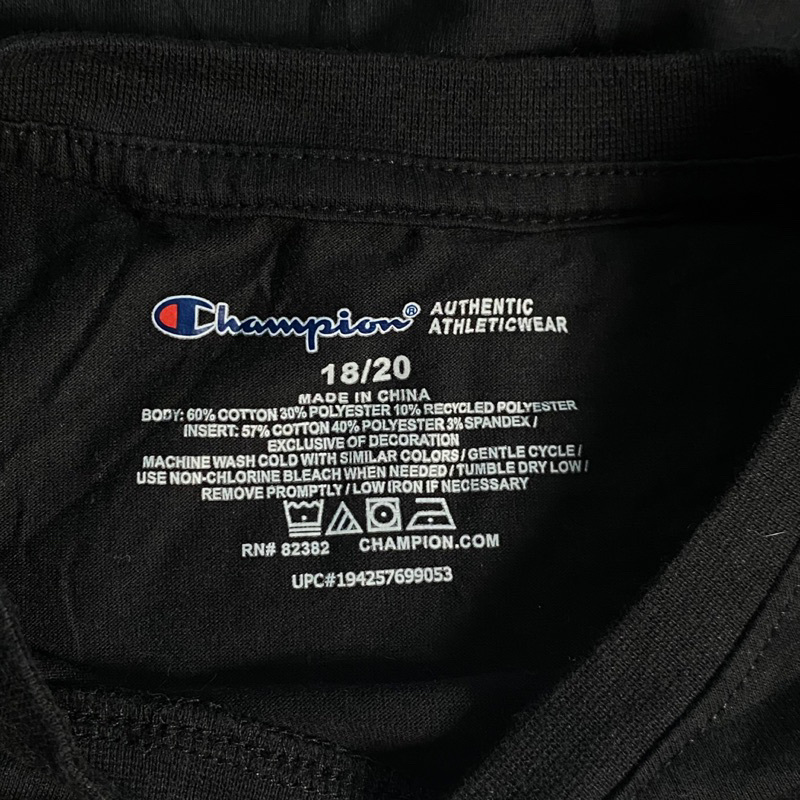 Champion® AUTHENTIC
ATHLETICWEAR
18/20
MADE IN CHINA
BODY: 60% COTTON 30% POLYESTER 10% RECYCLED POLYESTER
INSERT: 57% COTTON 40% POLYESTER 3% SPANDEX /
EXCLUSIVE OF DECORATION
MACHINE WASH COLD WITH SIMILAR COLORS / GENTLE CYCLE /
USE NON-CHLORINE BLEACH WHEN NEEDED / TUMBLE DRY LOW /
REMOVE PROMPTLY / LOW IRON IF NECESSARY
RN# 82382 CHAMPION.COM
UPC#194257699053